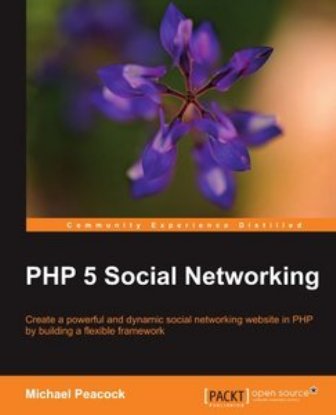 Community Experience Distilled
PHP 5 Social Networking
Create a powerful and dynamic social networking website in PHP
by building a flexible framework
Michael Peacock
[PACKT]
PUBLISHING
open source